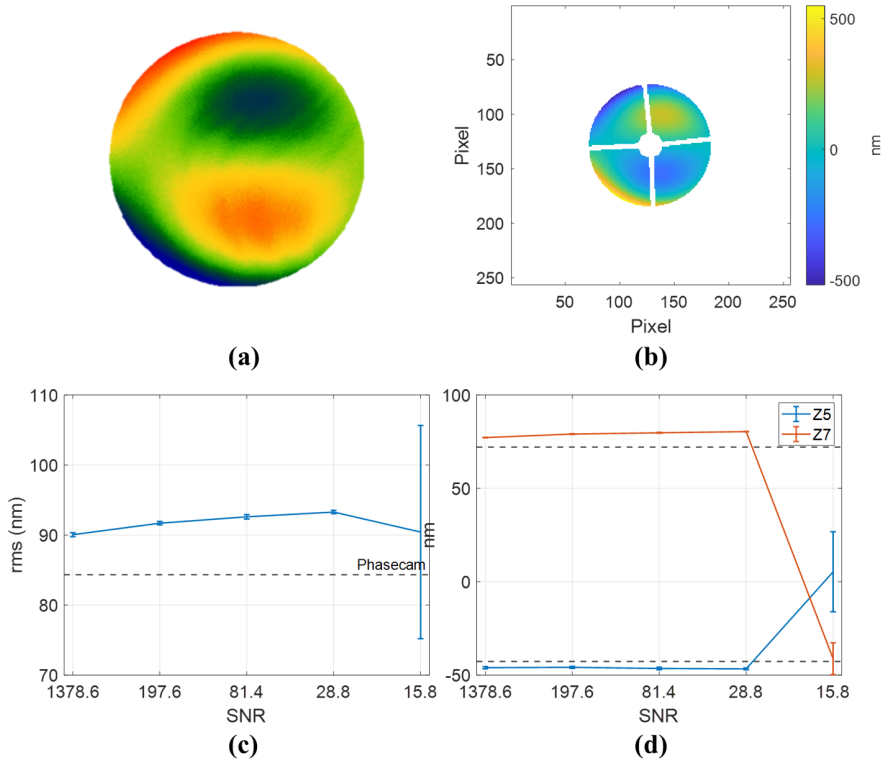 50
100
150
200
250
Pixel
50
100
150
200
250
Pixel
500
0
-500
nm
(a)
(b)
110
100
90
80
70
rms (nm)
Phasecam
1378.6
197.6
81.4
28.8
15.8
SNR
100
50
0
-50
nm
Z5
Z7
1378.6
197.6
81.4
28.8
15.8
SNR
(c)
(d)